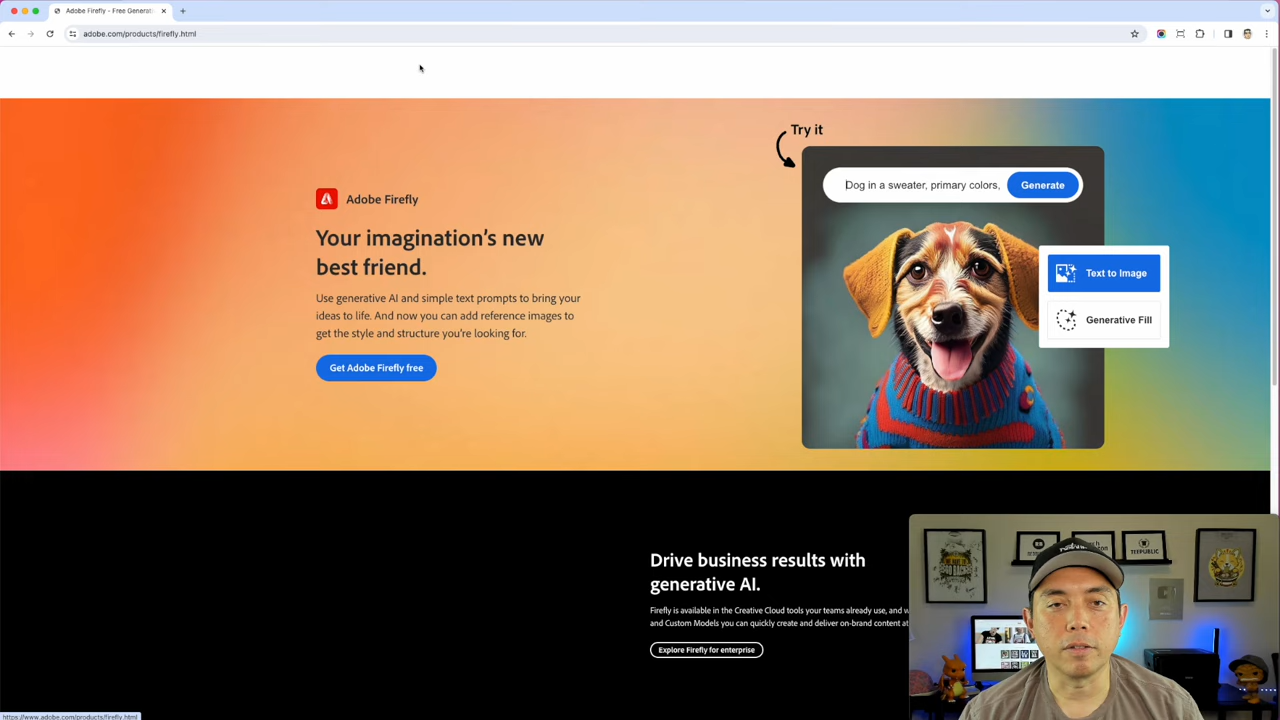 Adobe Firefly - Free Generati
adobe.com/products/firefly.html
Try it
Dog in a sweater, primary colors,
Generate
Adobe Firefly
Your imagination's new
best friend.
Use generative AI and simple text prompts to bring your
ideas to life. And now you can add reference images to
get the style and structure you're looking for.
Get Adobe Firefly free
Text to Image
Generative Fill
Drive business results with
generative AI.
Firefly is available in the Creative Cloud tools your teams already use, and w
and Custom Models you can quickly create and deliver on-brand content at
Explore Firefly for enterprise
TEEPUBLIC
https://www.adobe.com/products/firefly.html